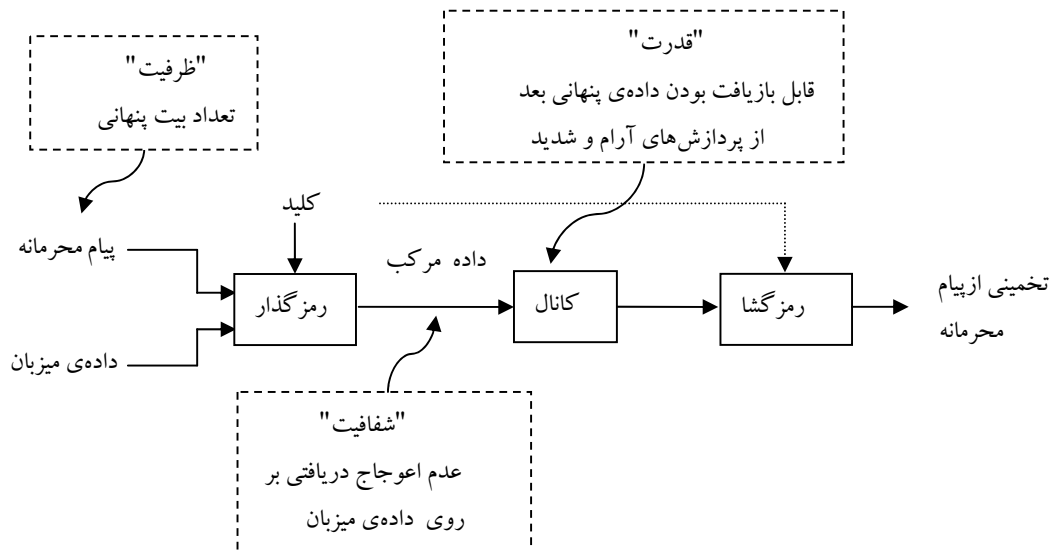 "ظرفیت"
تعداد بیت پنهانی
"قدرت"
قابل بازیافت بودن داده‌ی پنهانی بعد
از پردازش‌های آرام و شدید
کلید
پیام محرمانه
داده‌ی میزبان
رمزگذار
داده مرکب
کانال
رمزگشا
تخمینی ازپیام
محرمانه
"شفافیت"
عدم اعوجاج دریافتی بر
روی داده‌ی میزبان